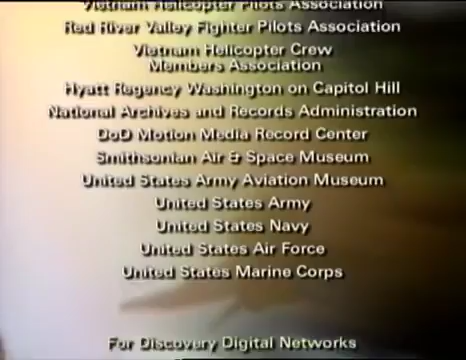 Vietnam Helicopter Pilots Association
Red River Valley Fighter Pilots Association
Vietnam Helicopter Crew
Members Association
Hyatt Regency Washington on Capitol Hill
National Archives and Records Administration
DoD Motion Media Record Center
Smithsonian Air & Space Museum
United States Army Aviation Museum
United States Army
United States Navy
United States Air Force
United States Marine Corps
For Discovery Digital Networks